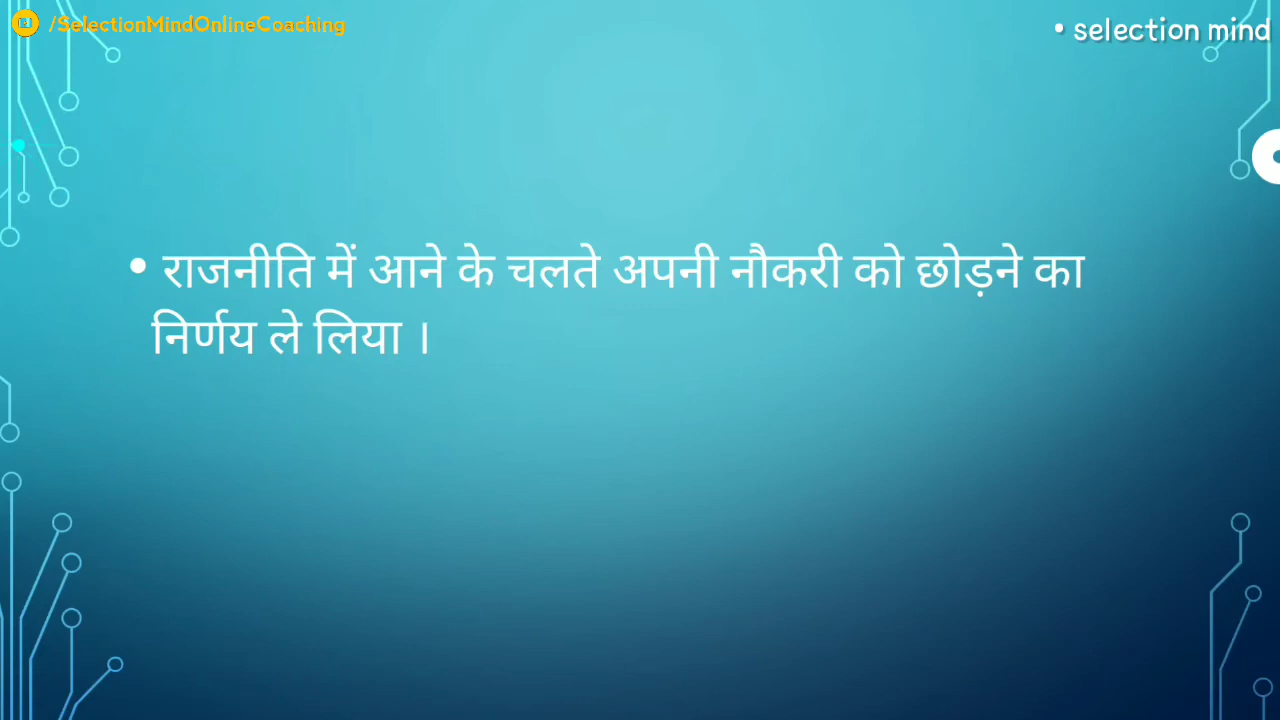 /SelectionMindOnlineCoaching
• selection mind
• राजनीति में आने के चलते अपनी नौकरी को छोड़ने का
निर्णय ले लिया ।